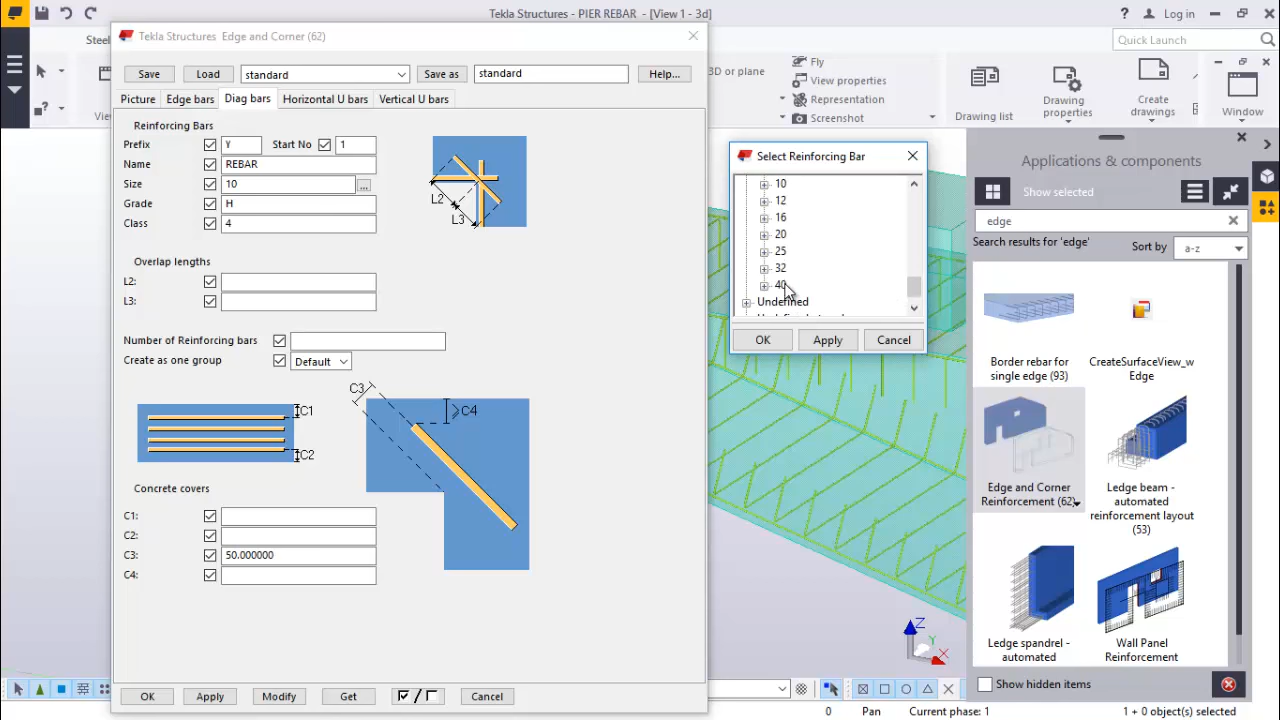 Tekla Structures - PIER REBAR - [View 1 - 3d]
Log in
Steel
Quick Launch
Tekla Structures Edge and Corner (62)
Save
Load
standard
Save as
standard
Help...
Picture
Edge bars
Diag bars
Horizontal U bars
Vertical U bars
Reinforcing Bars
Prefix
Y
Start No
1
Name
REBAR
Size
10
...
Grade
H
Class
4
L2
L3
Overlap lengths
L2:
L3:
Number of Reinforcing bars
Create as one group
Default
C1
C2
C3
C4
Concrete covers
C1:
C2:
C3:
50.000000
C4:
OK
Apply
Modify
Get
/
Cancel
3D or plane
Fly
View properties
Representation
Screenshot
Drawing list
Drawing
properties
Create
drawings
Window
Select Reinforcing Bar
10
12
16
20
25
32
40
Undefined
OK
Apply
Cancel
Z
Y
X
Applications & components
Show selected
edge
Search results for 'edge'
Sort by
a-z
Border rebar for
single edge (93)
CreateSurfaceView_w
Edge
Edge and Corner
Reinforcement (62)
Ledge beam -
automated
reinforcement layout
(53)
Ledge spandrel -
automated
Wall Panel
Reinforcement
Show hidden items
0
Pan
Current phase: 1
1 + 0 object(s) selected